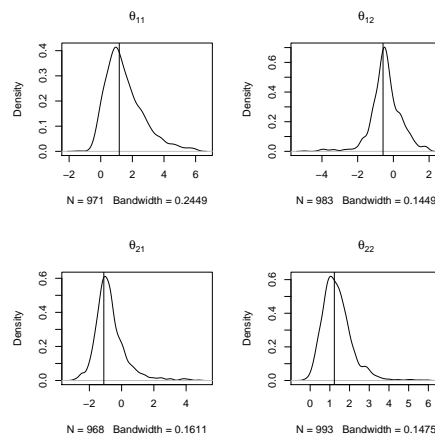 θ11
θ12
Density
0.0 0.1 0.2 0.3 0.4
−2 0 2 4 6
N = 971 Bandwidth = 0.2449
Density
0.0 0.2 0.4 0.6
−4 −2 0 2
N = 983 Bandwidth = 0.1449
θ21
θ22
Density
0.0 0.2 0.4 0.6
−2 0 2 4
N = 968 Bandwidth = 0.1611
Density
0.0 0.2 0.4 0.6
0 1 2 3 4 5 6
N = 993 Bandwidth = 0.1475